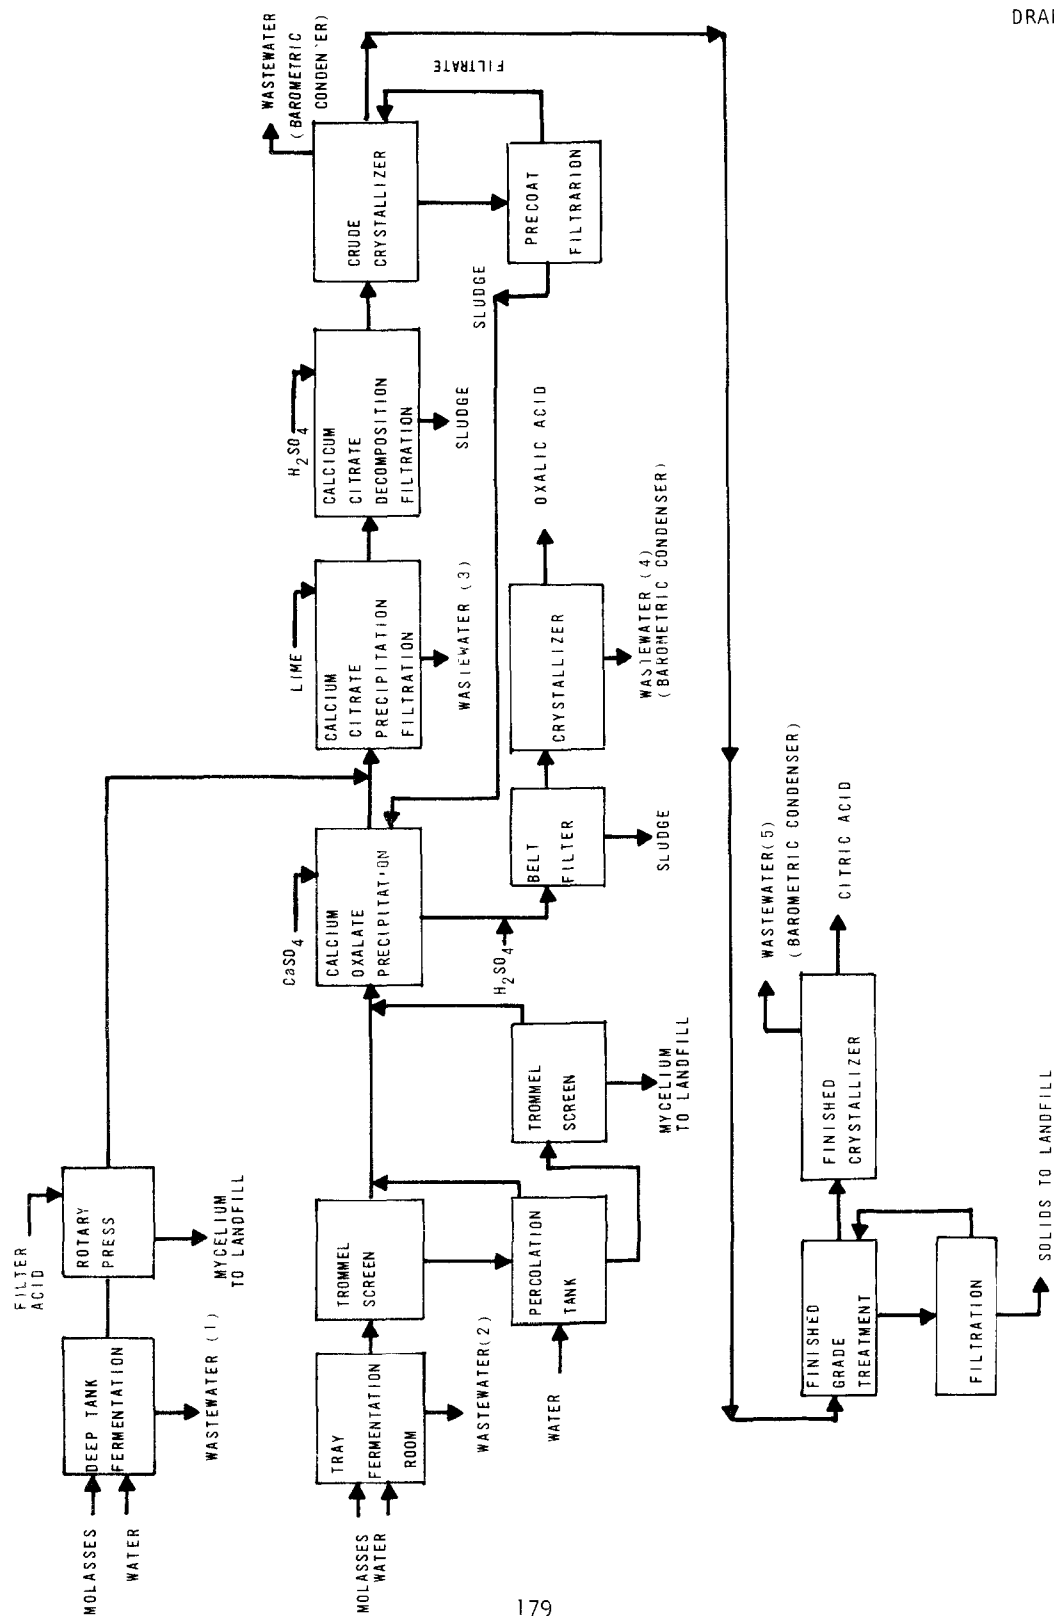 DRAF
MOLASSES
WATER
DEEP TANK
FERMENTATION
WASTEWATER (1)
FILTER
ACID
ROTARY
PRESS
MYCELIUM
TO LANDFILL
MOLASSES
WATER
TRAY
FERMENTATION
ROOM
WASTEWATER(2)
TROMMEL
SCREEN
WATER
PERCOLATION
TANK
TROMMEL
SCREEN
MYCELIUM
TO LANDFILL
CaSO4
CALCIUM
OXALATE
PRECIPITATION
H2SO4
BELT
FILTER
SLUDGE
CRYSTALLIZER
OXALIC ACID
WASTEWATER (4)
(BAROMETRIC CONDENSER)
LIME
CALCIUM
CITRATE
PRECIPITATION
FILTRATION
WASTEWATER (3)
H2SO4
CALCICUM
CITRATE
DECOMPOSITION
FILTRATION
SLUDGE
CRUDE
CRYSTALLIZER
WASTEWATER
(BAROMETRIC
CONDENSER)
FILTRATE
PRECOAT
FILTRARION
SLUDGE
FINISHED
GRADE
TREATMENT
FILTRATION
SOLIDS TO LANDFILL
FINISHED
CRYSTALLIZER
WASTEWATER(5)
(BAROMETRIC CONDENSER)
CITRIC ACID
179